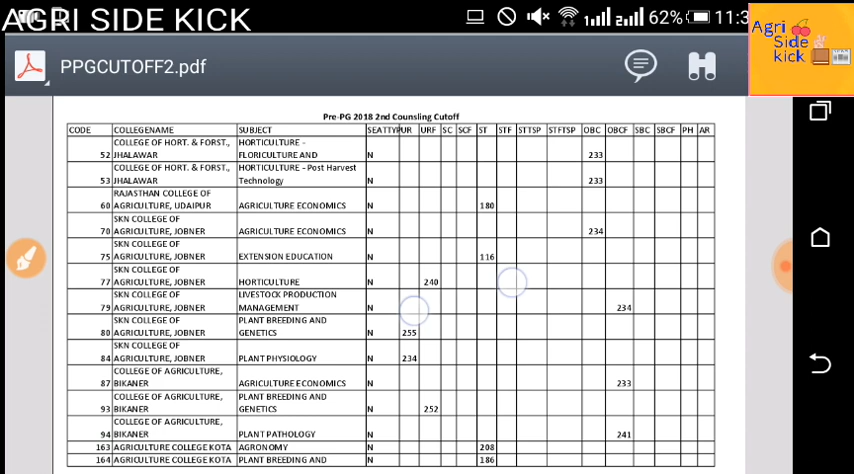 AGRI SIDE KICK
62% 11:3
Agri
Side
kick
PPGCUTOFF2.pdf
Pre-PG 2018 2nd Counsling Cutoff
CODE COLLEGENAME SUBJECT SEATTYP UR URF SC SCF ST STF STTSP STFTSP OBC OBCF SBC SBCF PH AR
COLLEGE OF HORT. & FORST., HORTICULTURE -
52 JHALAWAR FLORICULTURE AND N 233
COLLEGE OF HORT. & FORST., HORTICULTURE - Post Harvest
53 JHALAWAR Technology N 233
RAJASTHAN COLLEGE OF
60 AGRICULTURE, UDAIPUR AGRICULTURE ECONOMICS N 180
SKN COLLEGE OF
70 AGRICULTURE, JOBNER AGRICULTURE ECONOMICS N 234
SKN COLLEGE OF
75 AGRICULTURE, JOBNER EXTENSION EDUCATION N 116
SKN COLLEGE OF
77 AGRICULTURE, JOBNER HORTICULTURE N 240
SKN COLLEGE OF LIVESTOCK PRODUCTION
79 AGRICULTURE, JOBNER MANAGEMENT N 234
SKN COLLEGE OF PLANT BREEDING AND
80 AGRICULTURE, JOBNER GENETICS N 255
SKN COLLEGE OF
84 AGRICULTURE, JOBNER PLANT PHYSIOLOGY N 234
COLLEGE OF AGRICULTURE,
87 BIKANER AGRICULTURE ECONOMICS N 233
COLLEGE OF AGRICULTURE, PLANT BREEDING AND
93 BIKANER GENETICS N 252
COLLEGE OF AGRICULTURE,
94 BIKANER PLANT PATHOLOGY N 241
163 AGRICULTURE COLLEGE KOTA AGRONOMY N 208
164 AGRICULTURE COLLEGE KOTA PLANT BREEDING AND N 186